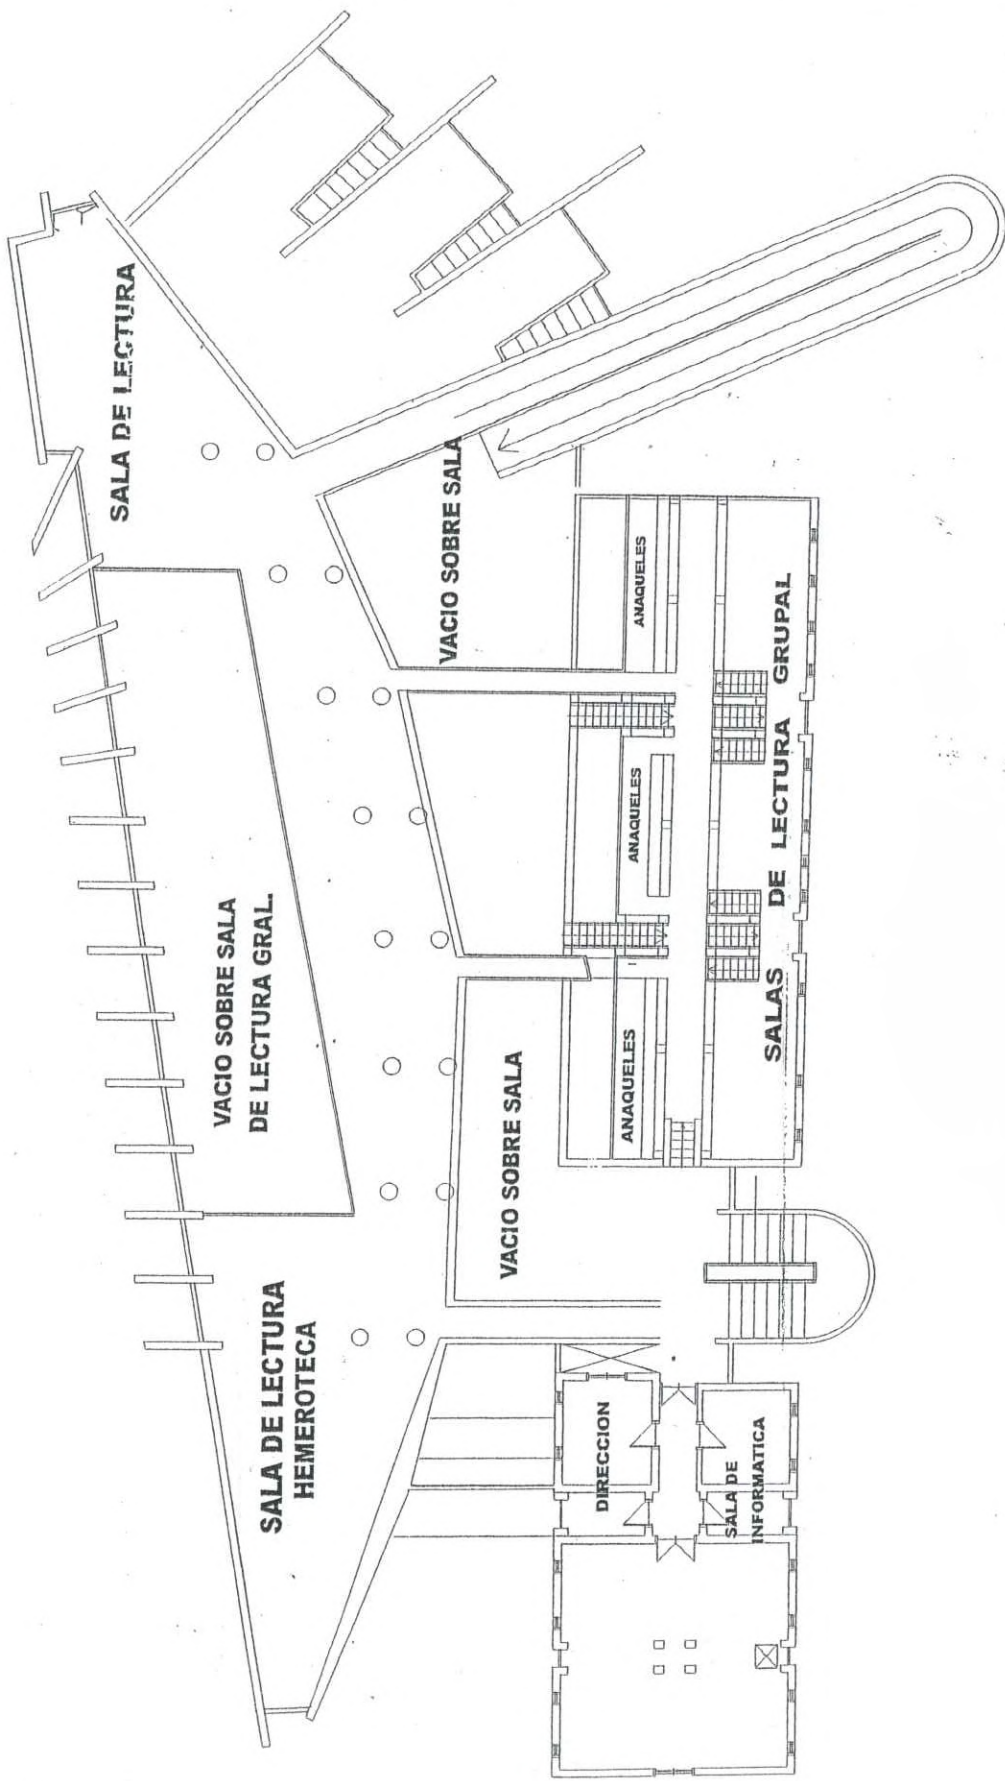 SALA DE LECTURA
HEMEROTECA
VACIO SOBRE SALA
DE LECTURA GRAL.
SALA DE LECTURA
VACIO SOBRE SALA
VACIO SOBRE SALA
DIRECCION
ANAQUELES
ANAQUELES
ANAQUELES
SALA DE
INFORMATICA
SALAS DE LECTURA GRUPAL